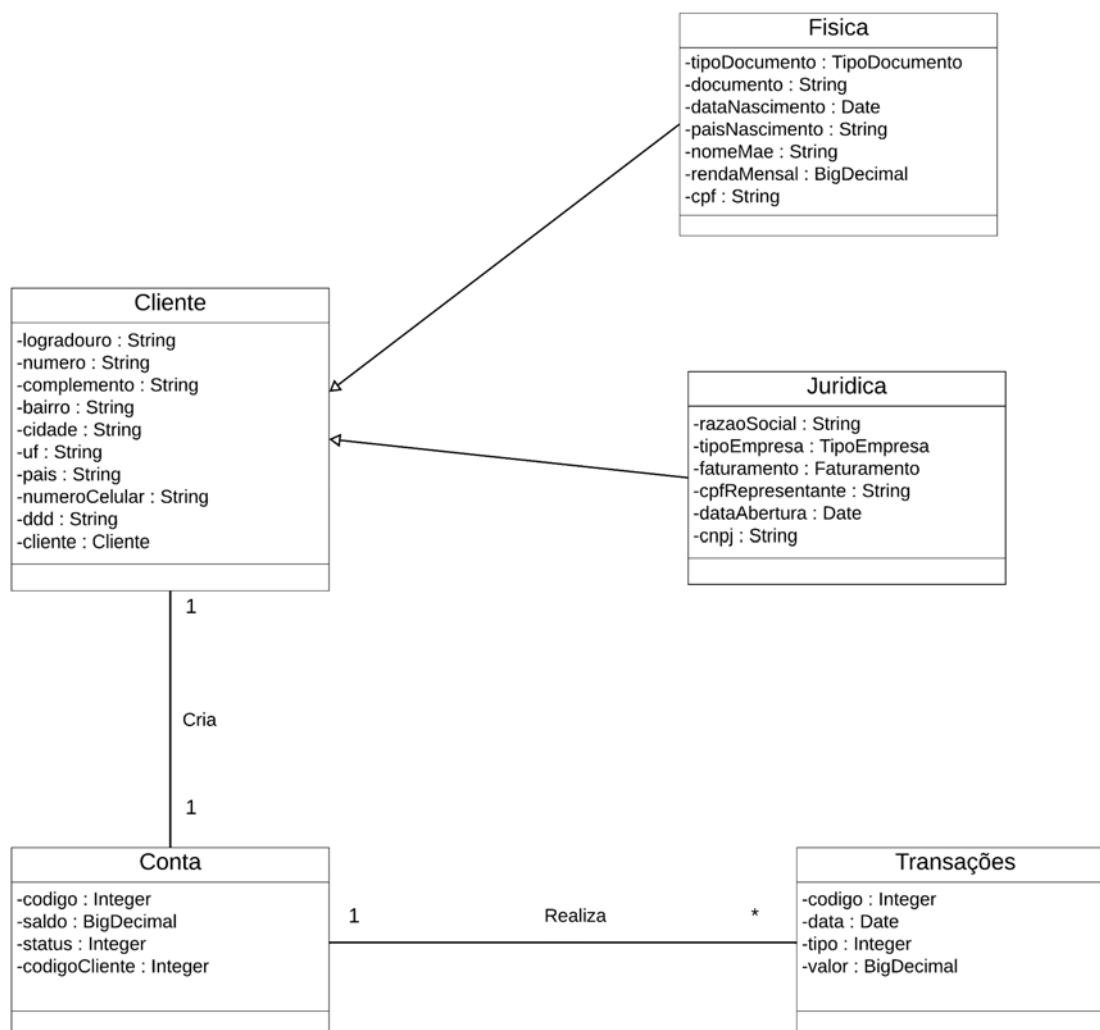 Fisica
-tipoDocumento : TipoDocumento
-documento : String
-dataNascimento : Date
-paisNascimento : String
-nomeMae : String
-rendaMensal : BigDecimal
-cpf : String
Cliente
-logradouro : String
-numero : String
-complemento : String
-bairro : String
-cidade : String
-uf : String
-pais : String
-numeroCelular : String
-ddd : String
-cliente : Cliente
Juridica
-razaoSocial : String
-tipoEmpresa : TipoEmpresa
-faturamento : Faturamento
-cpfRepresentante : String
-dataAbertura : Date
-cnpj : String
1
Cria
1
Conta
-codigo : Integer
-saldo : BigDecimal
-status : Integer
-codigoCliente : Integer
1
Realiza
*
Transações
-codigo : Integer
-data : Date
-tipo : Integer
-valor : BigDecimal